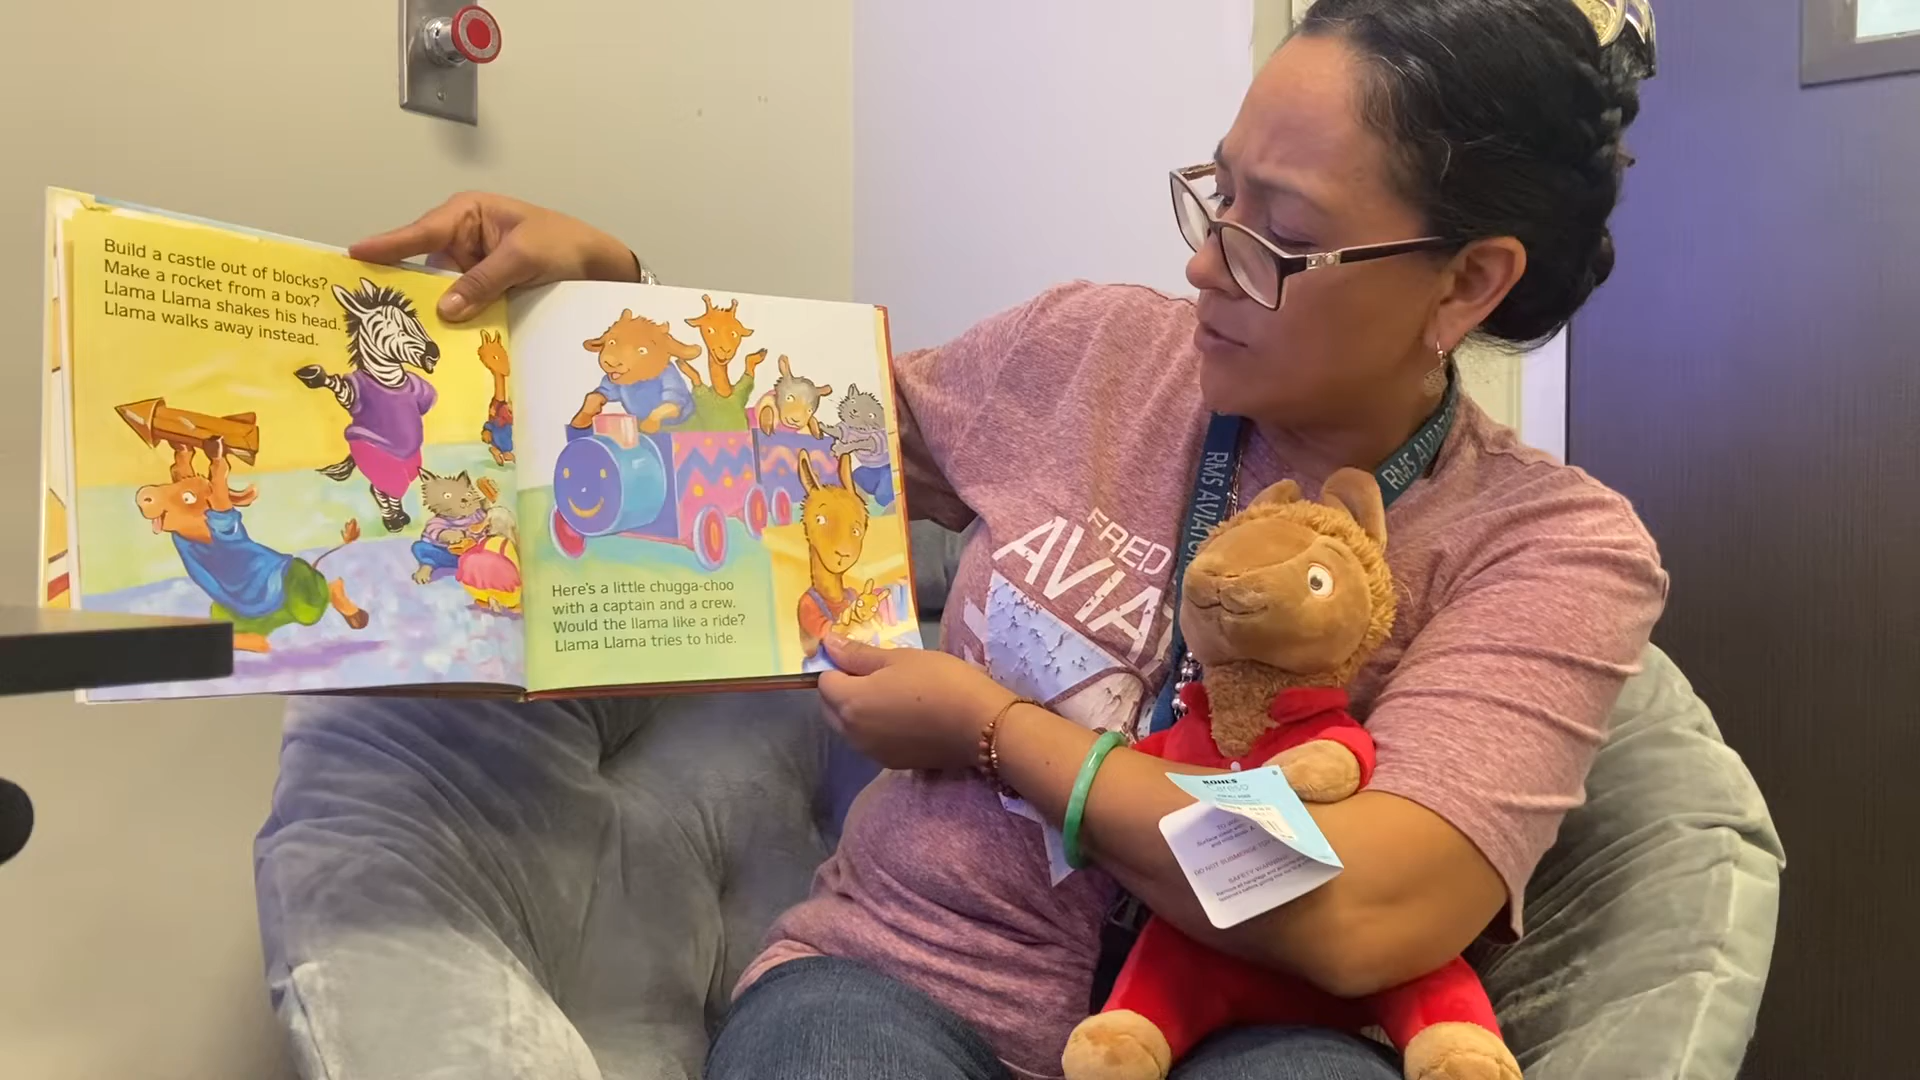 Build a castle out of blocks?
Make a rocket from a box?
Llama Llama shakes his head.
Llama walks away instead.
Here's a little chugga-choo
with a captain and a crew.
Would the llama like a ride?
Llama Llama tries to hide.
FRED
AVIA
RMS AVIAT
RMS AVIAT
KOHL'S
Cares
DO NOT SUBMERGE
SAFETY WARNING